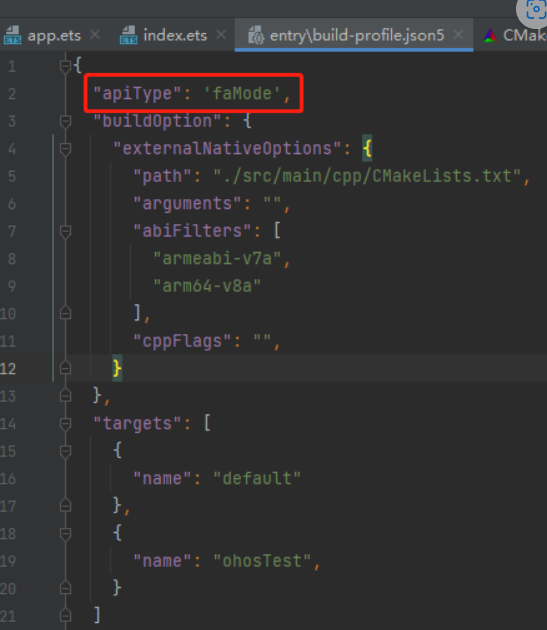 app.ets index.ets entry\build-profile.json5 CMake
1 {
2 "apiType": 'faMode',
3 "buildOption": {
4 "externalNativeOptions": {
5 "path": "./src/main/cpp/CMakeLists.txt",
6 "arguments": "",
7 "abiFilters": [
8 "armeabi-v7a",
9 "arm64-v8a"
10 ],
11 "cppFlags": "",
12 }
13 },
14 "targets": [
15 {
16 "name": "default"
17 },
18 {
19 "name": "ohosTest",
20 }
21 ]